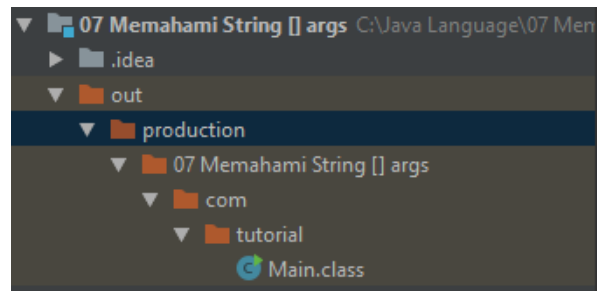 07 Memahami String [] args C:\Java Language\07 Mem
.idea
out
production
07 Memahami String [] args
com
tutorial
Main.class